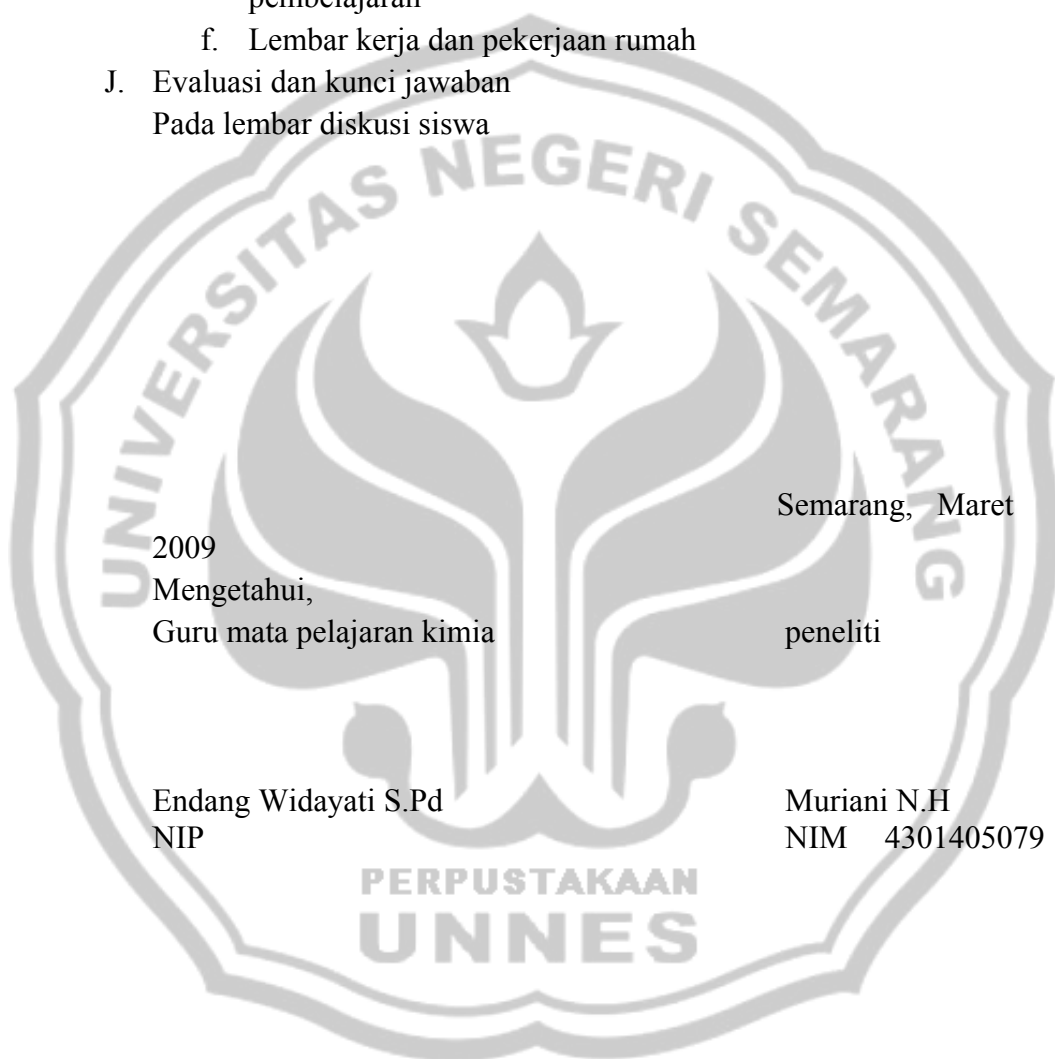 pembelajaran
f. Lembar kerja dan pekerjaan rumah
J. Evaluasi dan kunci jawaban
Pada lembar diskusi siswa
UNIVERSITAS NEGERI SEMARANG
Semarang, Maret
2009
Mengetahui,
Guru mata pelajaran kimia peneliti
Endang Widayati S.Pd Muriani N.H
NIP NIM 4301405079
PERPUSTAKAAN
UNNES